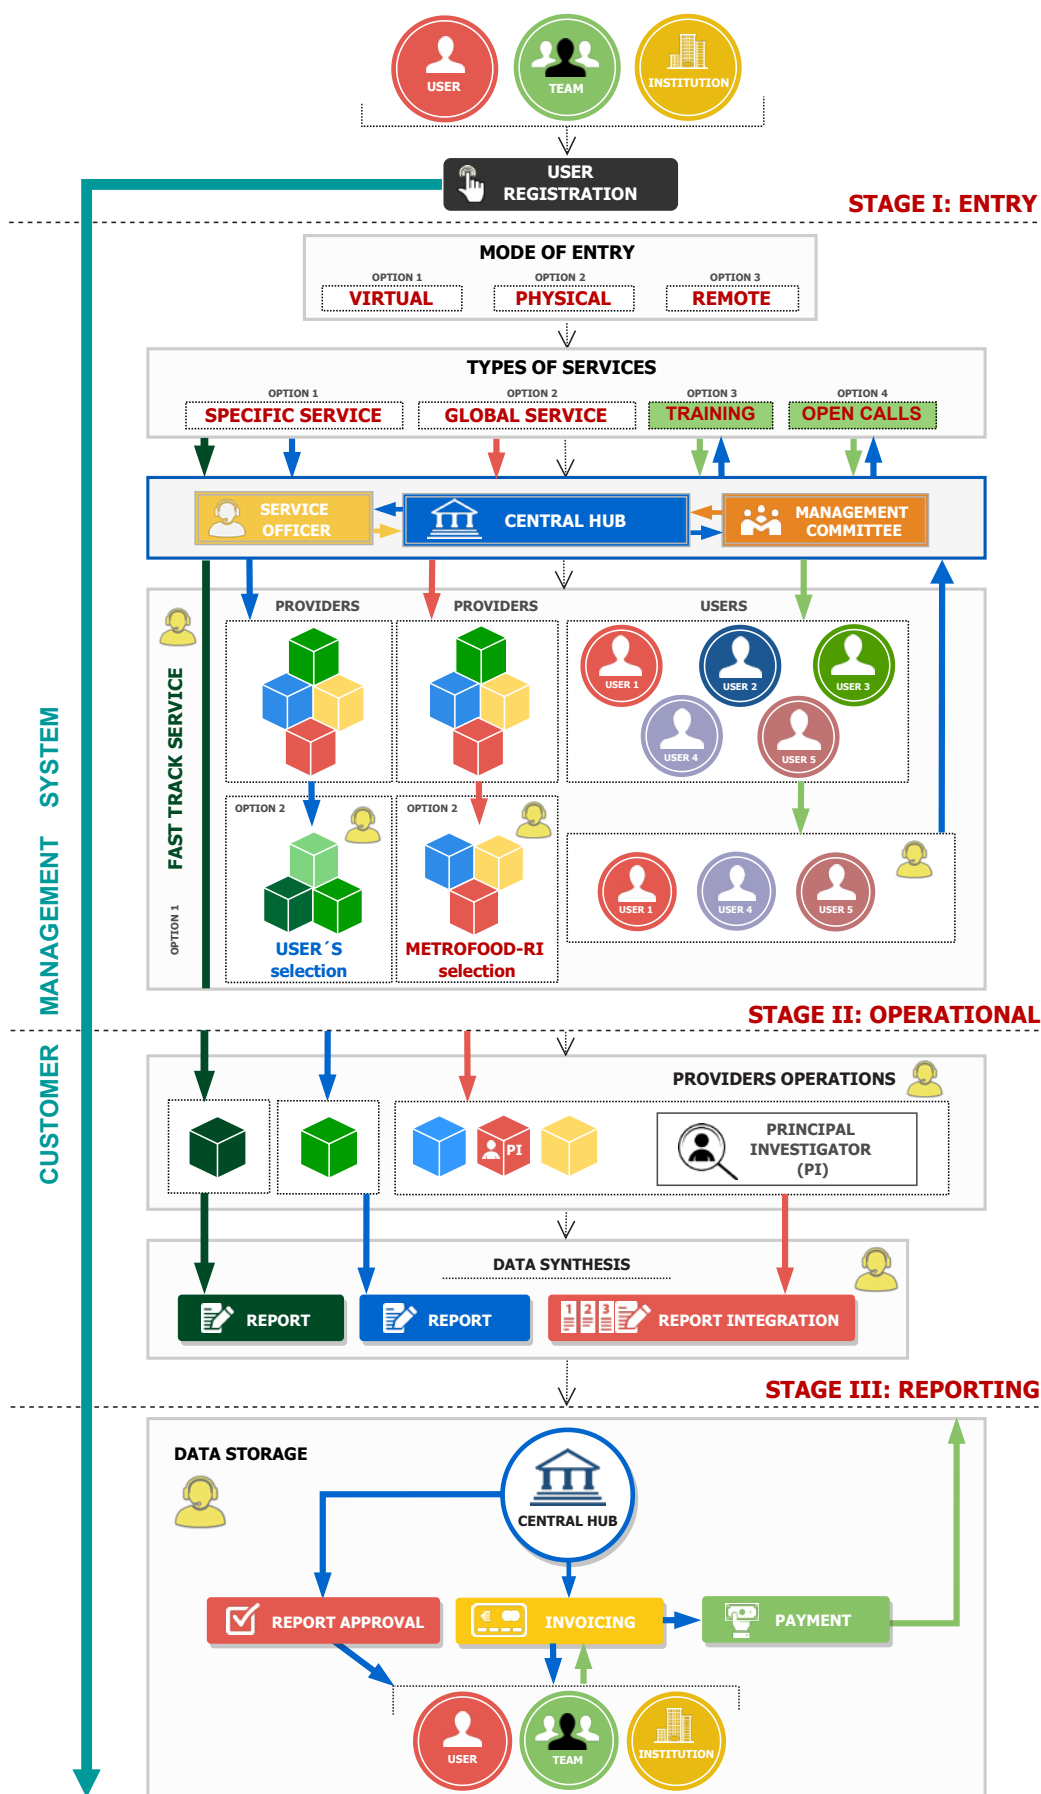 USER
TEAM
INSTITUTION
USER
REGISTRATION
STAGE I: ENTRY
MODE OF ENTRY
OPTION 1
OPTION 2
OPTION 3
VIRTUAL
PHYSICAL
REMOTE
TYPES OF SERVICES
OPTION 1
OPTION 2
OPTION 3
OPTION 4
SPECIFIC SERVICE
GLOBAL SERVICE
TRAINING
OPEN CALLS
SERVICE
OFFICER
CENTRAL HUB
MANAGEMENT
COMMITTEE
PROVIDERS
PROVIDERS
USERS
USER 1
USER 2
USER 3
USER 4
USER 5
OPTION 1
FAST TRACK SERVICE
OPTION 2
OPTION 2
USER´S
selection
METROFOOD-RI
selection
USER 1
USER 4
USER 5
CUSTOMER MANAGEMENT SYSTEM
STAGE II: OPERATIONAL
PROVIDERS OPERATIONS
PI
PRINCIPAL
INVESTIGATOR
(PI)
DATA SYNTHESIS
REPORT
REPORT
1 2 3
REPORT INTEGRATION
STAGE III: REPORTING
DATA STORAGE
CENTRAL HUB
REPORT APPROVAL
€
INVOICING
PAYMENT
USER
TEAM
INSTITUTION